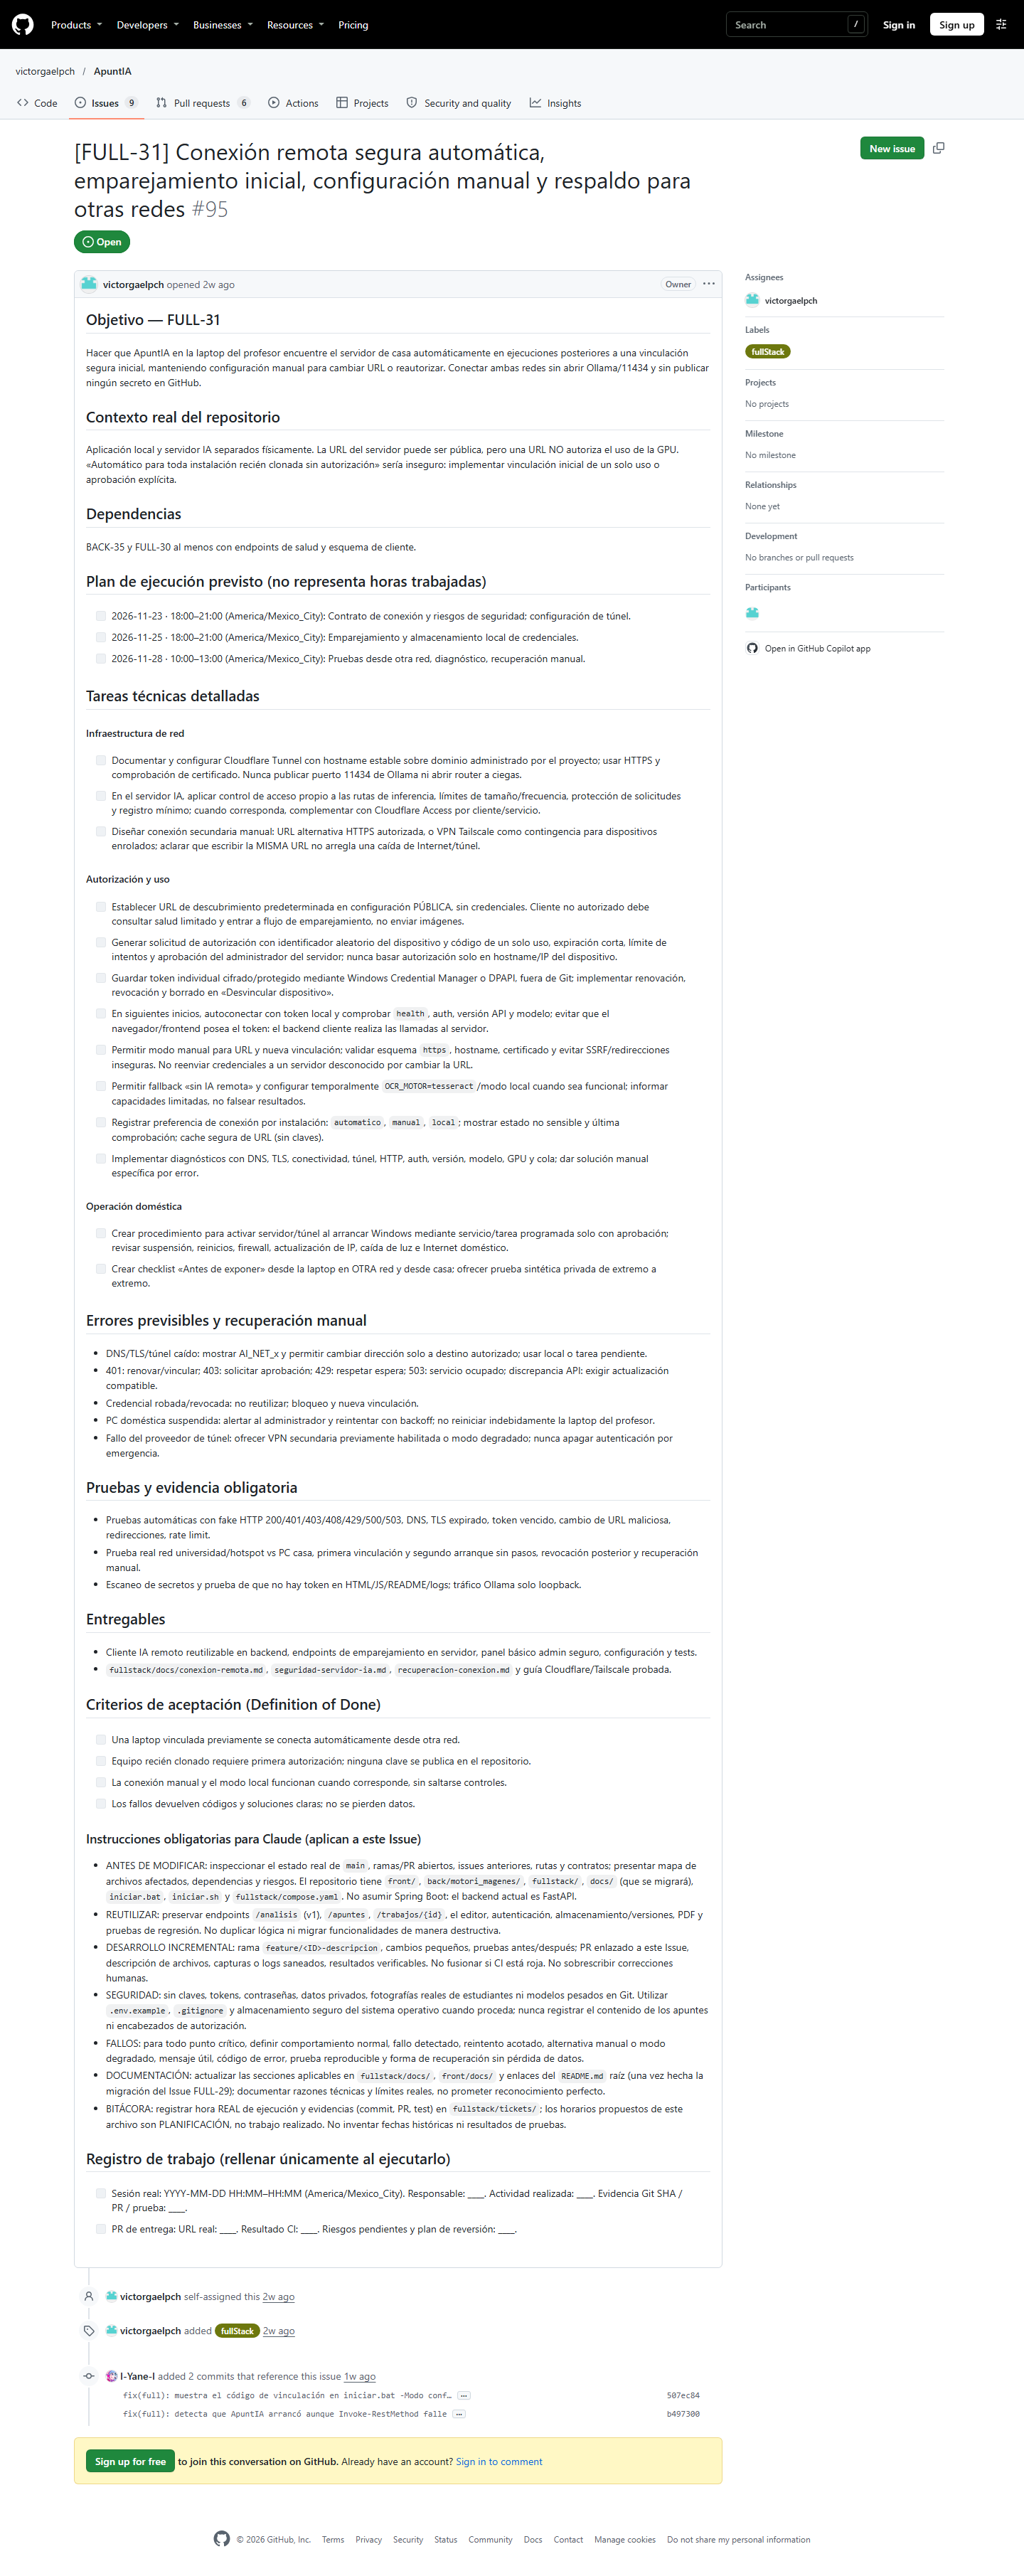 Products
Developers
Businesses
Resources
Pricing
Search
/
Sign in
Sign up
victorgaelpch / ApuntIA
Code
Issues 9
Pull requests 6
Actions
Projects
Security and quality
Insights
[FULL-31] Conexión remota segura automática,
emparejamiento inicial, configuración manual y respaldo para
otras redes #95
New issue
Open
victorgaelpch opened 2w ago
Owner
Objetivo — FULL-31
Hacer que ApuntIA en la laptop del profesor encuentre el servidor de casa automáticamente en ejecuciones posteriores a una vinculación
segura inicial, manteniendo configuración manual para cambiar URL o reautorizar. Conectar ambas redes sin abrir Ollama/11434 y sin publicar
ningún secreto en GitHub.
Contexto real del repositorio
Aplicación local y servidor IA separados físicamente. La URL del servidor puede ser pública, pero una URL NO autoriza el uso de la GPU.
«Automático para toda instalación recién clonada sin autorización» sería inseguro: implementar vinculación inicial de un solo uso o
aprobación explícita.
Dependencias
BACK-35 y FULL-30 al menos con endpoints de salud y esquema de cliente.
Plan de ejecución previsto (no representa horas trabajadas)
2026-11-23 · 18:00–21:00 (America/Mexico_City): Contrato de conexión y riesgos de seguridad; configuración de túnel.
2026-11-25 · 18:00–21:00 (America/Mexico_City): Emparejamiento y almacenamiento local de credenciales.
2026-11-28 · 10:00–13:00 (America/Mexico_City): Pruebas desde otra red, diagnóstico, recuperación manual.
Tareas técnicas detalladas
Infraestructura de red
Documentar y configurar Cloudflare Tunnel con hostname estable sobre dominio administrado por el proyecto; usar HTTPS y
comprobación de certificado. Nunca publicar puerto 11434 de Ollama ni abrir router a ciegas.
En el servidor IA, aplicar control de acceso propio a las rutas de inferencia, límites de tamaño/frecuencia, protección de solicitudes
y registro mínimo; cuando corresponda, complementar con Cloudflare Access por cliente/servicio.
Diseñar conexión secundaria manual: URL alternativa HTTPS autorizada, o VPN Tailscale como contingencia para dispositivos
enrolados; aclarar que escribir la MISMA URL no arregla una caída de Internet/túnel.
Autorización y uso
Establecer URL de descubrimiento predeterminada en configuración PÚBLICA, sin credenciales. Cliente no autorizado debe
consultar salud limitado y entrar a flujo de emparejamiento, no enviar imágenes.
Generar solicitud de autorización con identificador aleatorio del dispositivo y código de un solo uso, expiración corta, límite de
intentos y aprobación del administrador del servidor; nunca basar autorización solo en hostname/IP del dispositivo.
Guardar token individual cifrado/protegido mediante Windows Credential Manager o DPAPI, fuera de Git; implementar renovación,
revocación y borrado en «Desvincular dispositivo».
En siguientes inicios, autoconectar con token local y comprobar health, auth, versión API y modelo; evitar que el
navegador/frontend posea el token: el backend cliente realiza las llamadas al servidor.
Permitir modo manual para URL y nueva vinculación; validar esquema https, hostname, certificado y evitar SSRF/redirecciones
inseguras. No reenviar credenciales a un servidor desconocido por cambiar la URL.
Permitir fallback «sin IA remota» y configurar temporalmente OCR_MOTOR=tesseract/modo local cuando sea funcional; informar
capacidades limitadas, no falsear resultados.
Registrar preferencia de conexión por instalación: automatico, manual, local; mostrar estado no sensible y última
comprobación; cache segura de URL (sin claves).
Implementar diagnósticos con DNS, TLS, conectividad, túnel, HTTP, auth, versión, modelo, GPU y cola; dar solución manual
específica por error.
Operación doméstica
Crear procedimiento para activar servidor/túnel al arrancar Windows mediante servicio/tarea programada solo con aprobación;
revisar suspensión, reinicios, firewall, actualización de IP, caída de luz e Internet doméstico.
Crear checklist «Antes de exponer» desde la laptop en OTRA red y desde casa; ofrecer prueba sintética privada de extremo a
extremo.
Errores previsibles y recuperación manual
DNS/TLS/túnel caído: mostrar AI_NET_x y permitir cambiar dirección solo a destino autorizado; usar local o tarea pendiente.
401: renovar/vincular; 403: solicitar aprobación; 429: respetar espera; 503: servicio ocupado; discrepancia API: exigir actualización
compatible.
Credencial robada/revocada: no reutilizar; bloqueo y nueva vinculación.
PC doméstica suspendida: alertar al administrador y reintentar con backoff; no reiniciar indebidamente la laptop del profesor.
Fallo del proveedor de túnel: ofrecer VPN secundaria previamente habilitada o modo degradado; nunca apagar autenticación por
emergencia.
Pruebas y evidencia obligatoria
Pruebas automáticas con fake HTTP 200/401/403/408/429/500/503, DNS, TLS expirado, token vencido, cambio de URL maliciosa,
redirecciones, rate limit.
Prueba real red universidad/hotspot vs PC casa, primera vinculación y segundo arranque sin pasos, revocación posterior y recuperación
manual.
Escaneo de secretos y prueba de que no hay token en HTML/JS/README/logs; tráfico Ollama solo loopback.
Entregables
Cliente IA remoto reutilizable en backend, endpoints de emparejamiento en servidor, panel básico admin seguro, configuración y tests.
fullstack/docs/conexion-remota.md, seguridad-servidor-ia.md, recuperacion-conexion.md y guía Cloudflare/Tailscale probada.
Criterios de aceptación (Definition of Done)
Una laptop vinculada previamente se conecta automáticamente desde otra red.
Equipo recién clonado requiere primera autorización; ninguna clave se publica en el repositorio.
La conexión manual y el modo local funcionan cuando corresponde, sin saltarse controles.
Los fallos devuelven códigos y soluciones claras; no se pierden datos.
Instrucciones obligatorias para Claude (aplican a este Issue)
ANTES DE MODIFICAR: inspeccionar el estado real de main, ramas/PR abiertos, issues anteriores, rutas y contratos; presentar mapa de
archivos afectados, dependencias y riesgos. El repositorio tiene front/, back/motori_magenes/, fullstack/, docs/ (que se migrará),
iniciar.bat, iniciar.sh y fullstack/compose.yaml. No asumir Spring Boot: el backend actual es FastAPI.
REUTILIZAR: preservar endpoints /analisis (v1), /apuntes, /trabajos/{id}, el editor, autenticación, almacenamiento/versiones, PDF y
pruebas de regresión. No duplicar lógica ni migrar funcionalidades de manera destructiva.
DESARROLLO INCREMENTAL: rama feature/<ID>-descripcion, cambios pequeños, pruebas antes/después; PR enlazado a este Issue,
descripción de archivos, capturas o logs saneados, resultados verificables. No fusionar si CI está roja. No sobrescribir correcciones
humanas.
SEGURIDAD: sin claves, tokens, contraseñas, datos privados, fotografías reales de estudiantes ni modelos pesados en Git. Utilizar
.env.example, .gitignore y almacenamiento seguro del sistema operativo cuando proceda; nunca registrar el contenido de los apuntes
ni encabezados de autorización.
FALLOS: para todo punto crítico, definir comportamiento normal, fallo detectado, reintento acotado, alternativa manual o modo
degradado, mensaje útil, código de error, prueba reproducible y forma de recuperación sin pérdida de datos.
DOCUMENTACIÓN: actualizar las secciones aplicables en fullstack/docs/, front/docs/ y enlaces del README.md raíz (una vez hecha la
migración del Issue FULL-29); documentar razones técnicas y límites reales, no prometer reconocimiento perfecto.
BITÁCORA: registrar hora REAL de ejecución y evidencias (commit, PR, test) en fullstack/tickets/; los horarios propuestos de este
archivo son PLANIFICACIÓN, no trabajo realizado. No inventar fechas históricas ni resultados de pruebas.
Registro de trabajo (rellenar únicamente al ejecutarlo)
Sesión real: YYYY-MM-DD HH:MM–HH:MM (America/Mexico_City). Responsable: ____. Actividad realizada: ____. Evidencia Git SHA /
PR / prueba: ____.
PR de entrega: URL real: ____. Resultado CI: ____. Riesgos pendientes y plan de reversión: ____.
victorgaelpch self-assigned this 2w ago
victorgaelpch added fullStack 2w ago
I-Yane-I added 2 commits that reference this issue 1w ago
fix(full): muestra el código de vinculación en iniciar.bat -Modo conf… 507ec84
fix(full): detecta que ApuntIA arrancó aunque Invoke-RestMethod falle b497300
Sign up for free to join this conversation on GitHub. Already have an account? Sign in to comment
Assignees
victorgaelpch
Labels
fullStack
Projects
No projects
Milestone
No milestone
Relationships
None yet
Development
No branches or pull requests
Participants
Open in GitHub Copilot app
© 2026 GitHub, Inc.
Terms
Privacy
Security
Status
Community
Docs
Contact
Manage cookies
Do not share my personal information